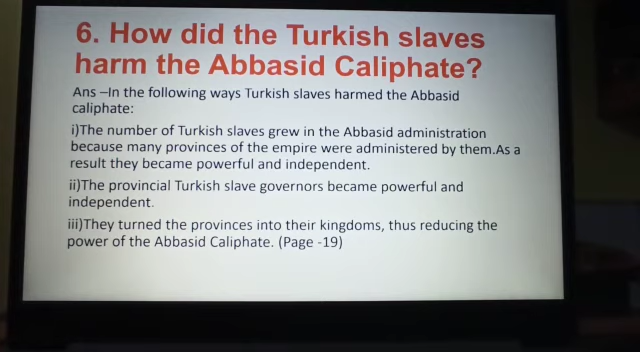 6. How did the Turkish slaves
harm the Abbasid Caliphate?
Ans –In the following ways Turkish slaves harmed the Abbasid
caliphate:
i)The number of Turkish slaves grew in the Abbasid administration
because many provinces of the empire were administered by them.As a
result they became powerful and independent.
ii)The provincial Turkish slave governors became powerful and
independent.
iii)They turned the provinces into their kingdoms, thus reducing the
power of the Abbasid Caliphate. (Page -19)